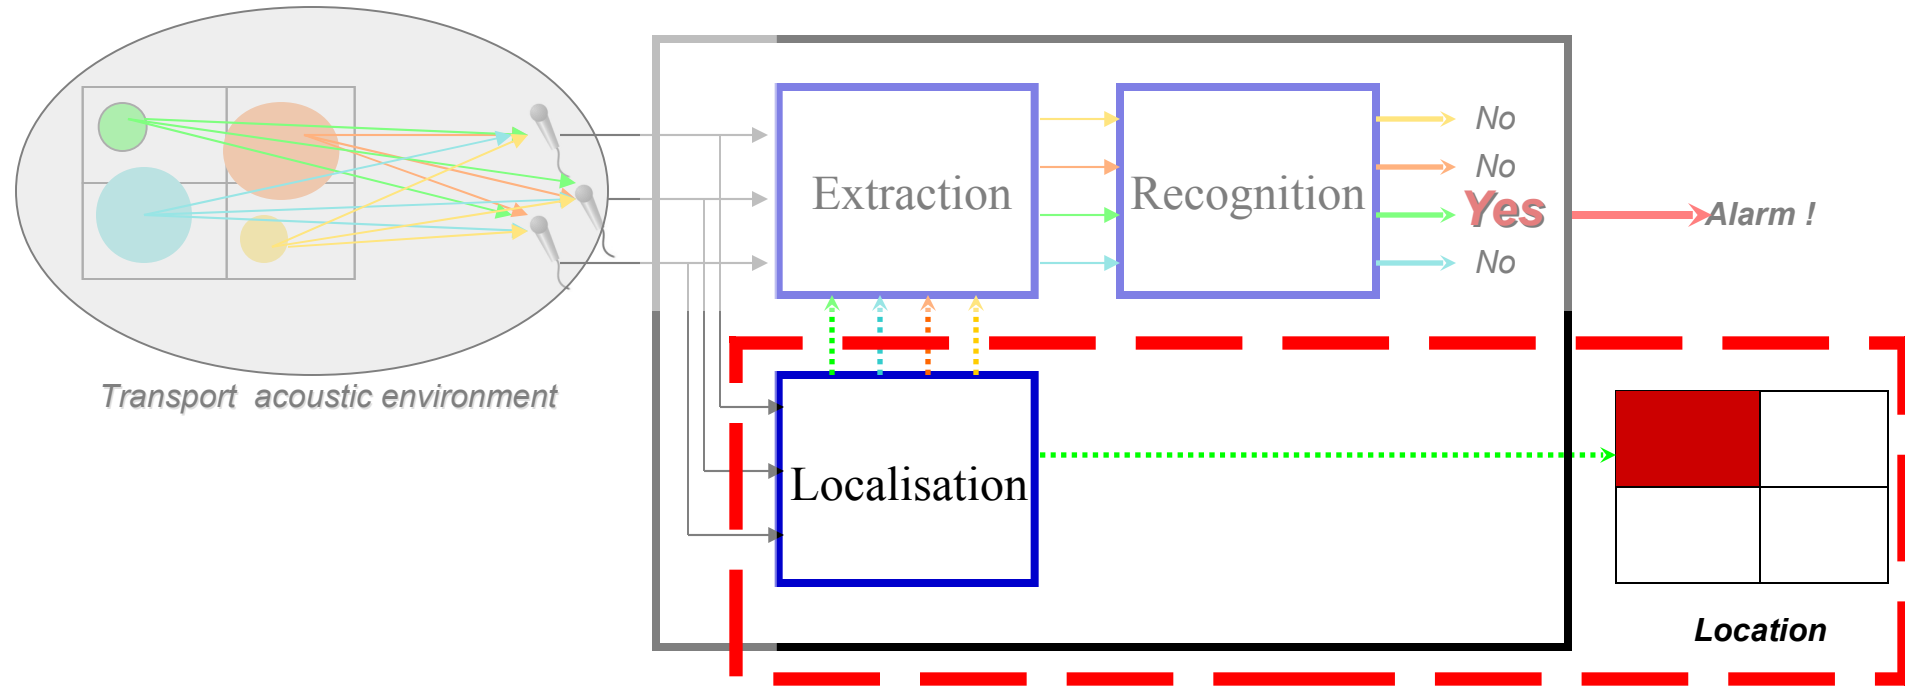 No
No
Extraction
Recognition
Yes
Alarm !
No
Transport acoustic environment
Localisation
Location